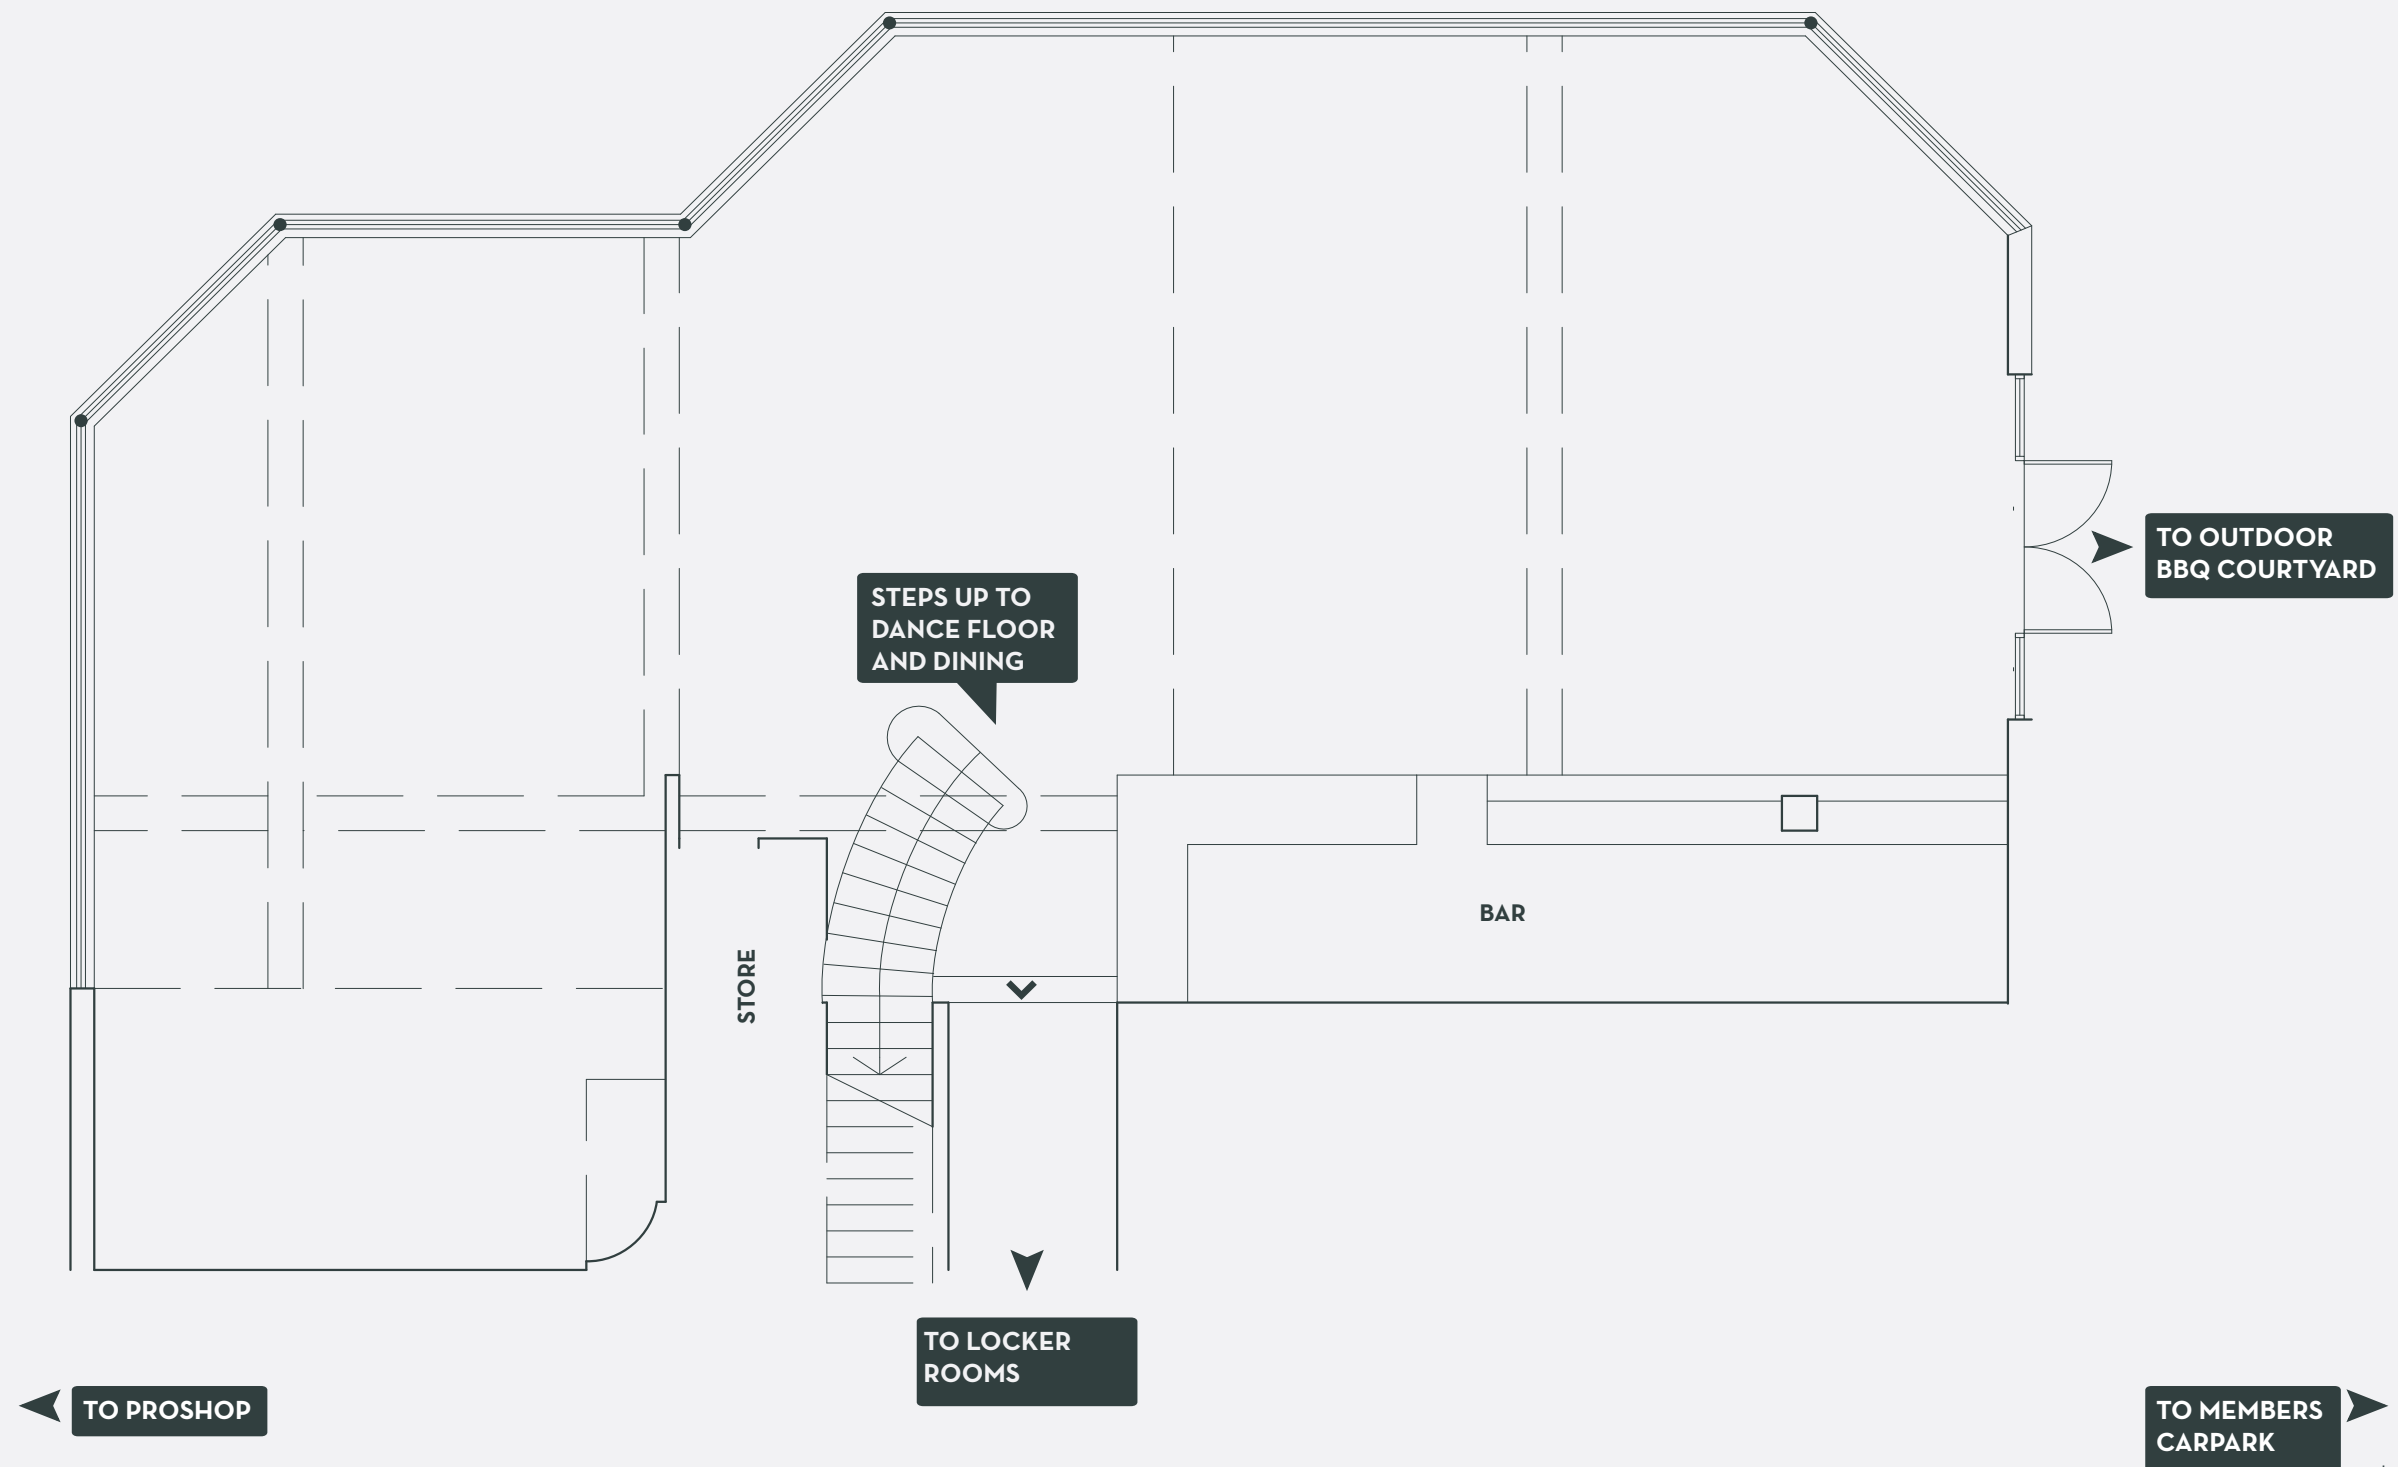 STEPS UP TO
DANCE FLOOR
AND DINING
TO OUTDOOR
BBQ COURTYARD
BAR
STORE
TO LOCKER
ROOMS
TO PROSHOP
TO MEMBERS
CARPARK